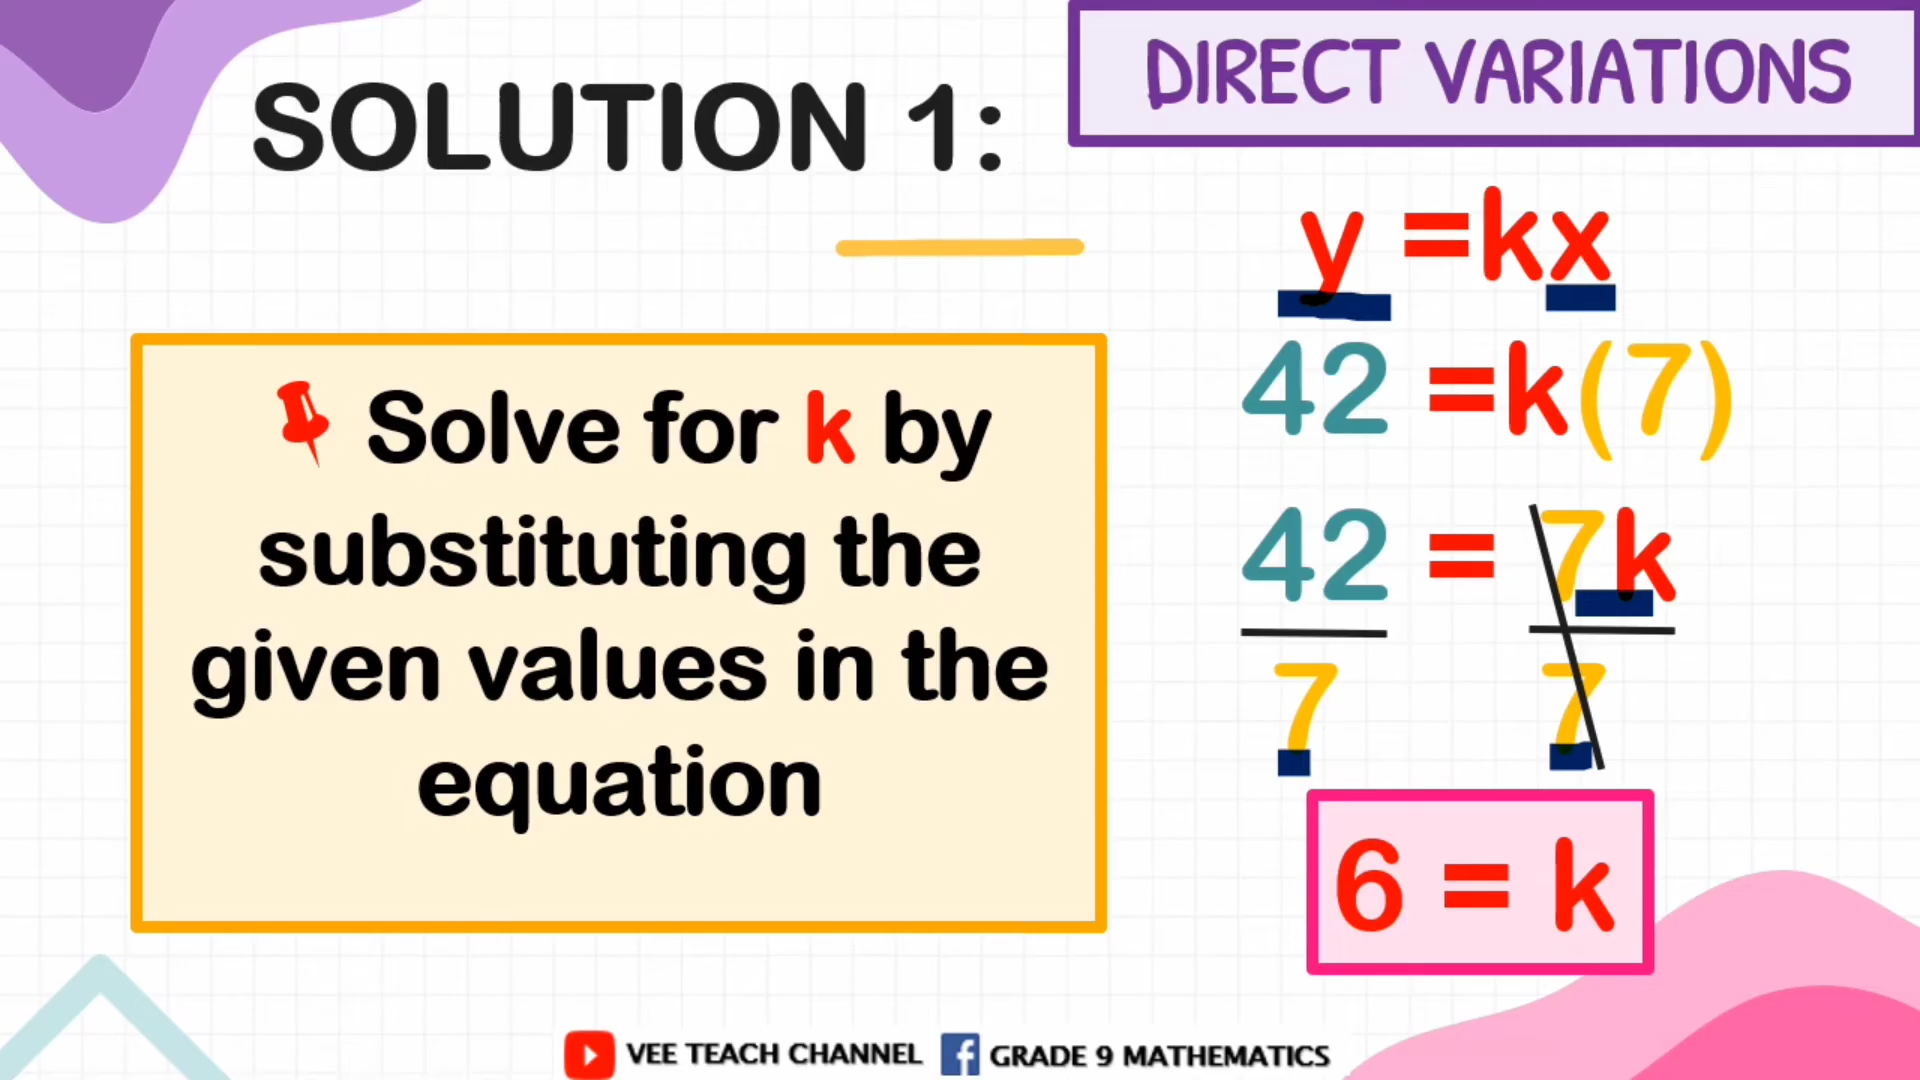 DIRECT VARIATIONS
SOLUTION 1:
y =kx
42 =k(7)
42 = 7k
7 7
6 = k
Solve for k by
substituting the
given values in the
equation
VEE TEACH CHANNEL f GRADE 9 MATHEMATICS